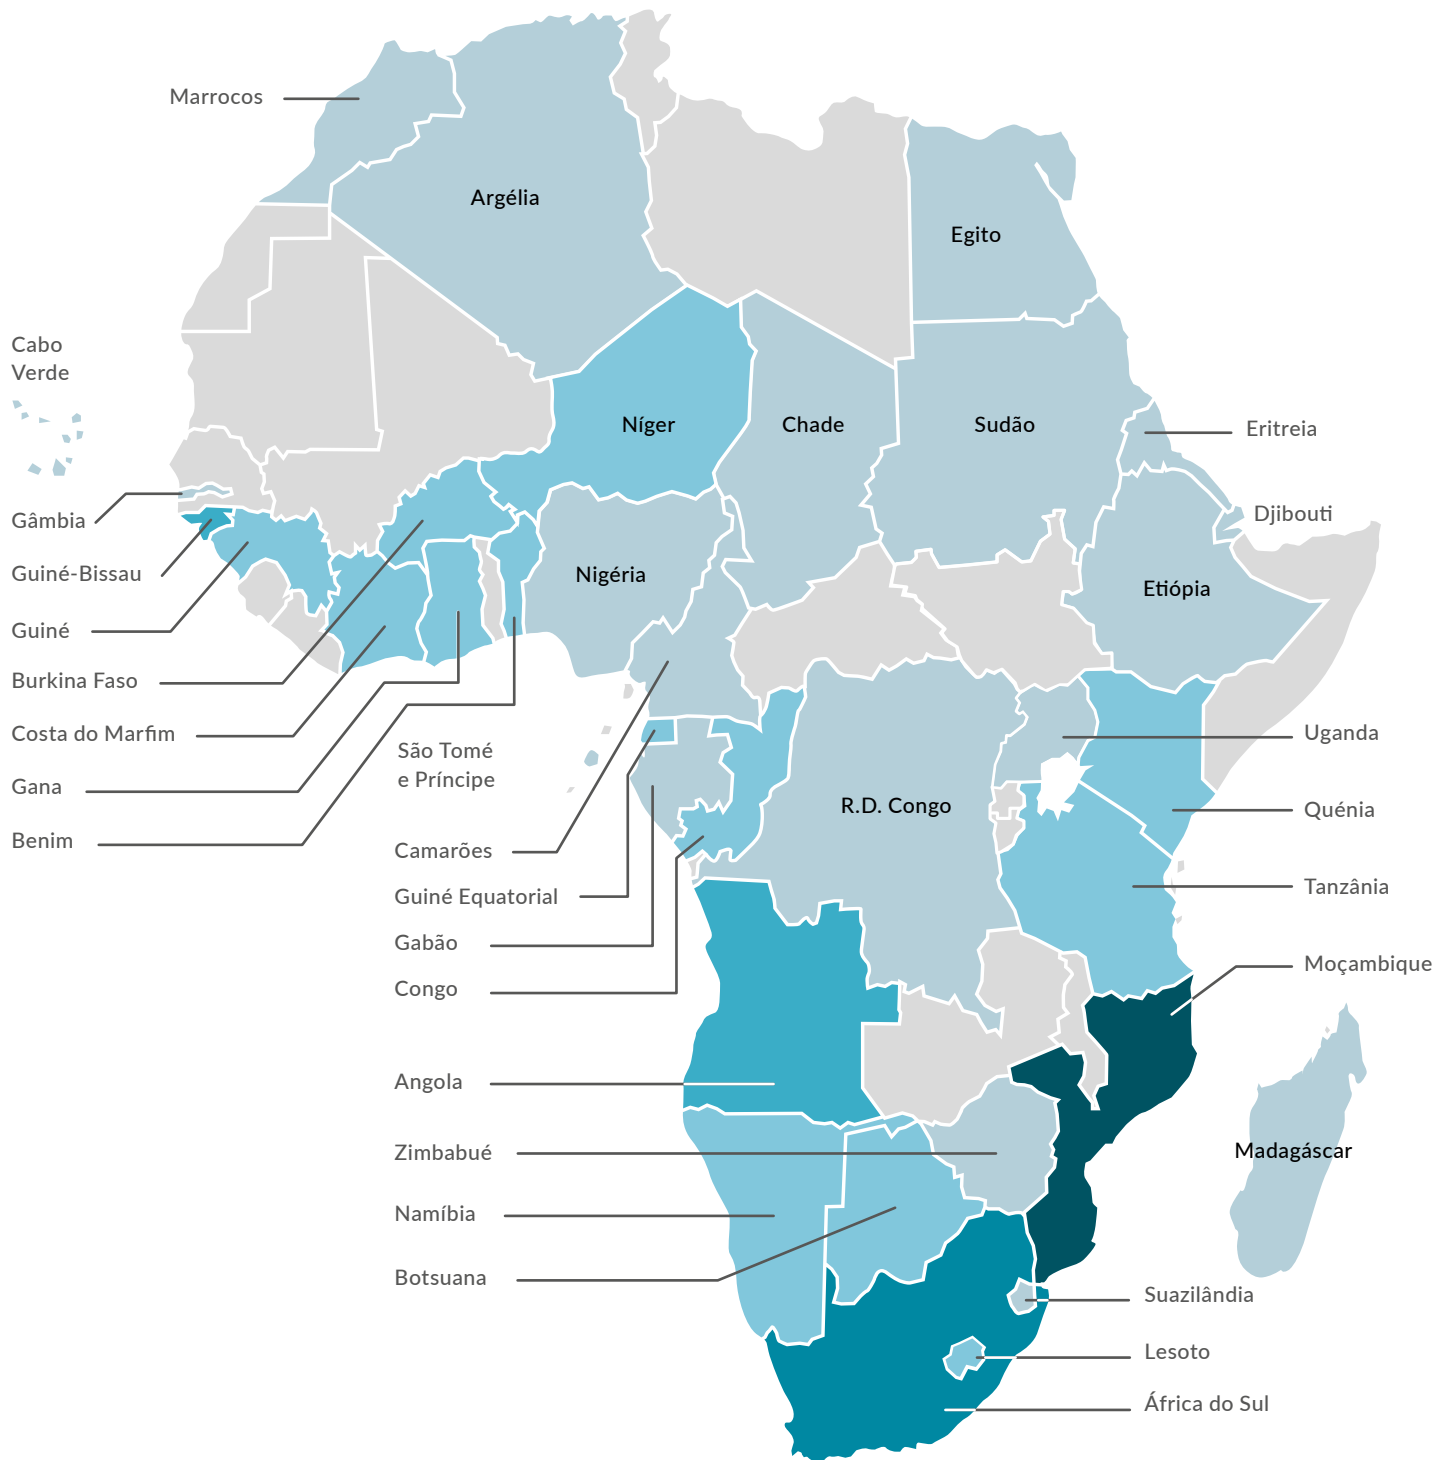 Marrocos
Argélia
Egito
Cabo
Verde
Níger
Chade
Sudão
Eritreia
Gâmbia
Djibouti
Guiné-Bissau
Nigéria
Etiópia
Guiné
Burkina Faso
Costa do Marfim
São Tomé
e Príncipe
Uganda
Gana
R.D. Congo
Quénia
Benim
Camarões
Guiné Equatorial
Tanzânia
Gabão
Moçambique
Congo
Angola
Madagáscar
Zimbabué
Namíbia
Botsuana
Suazilândia
Lesoto
África do Sul